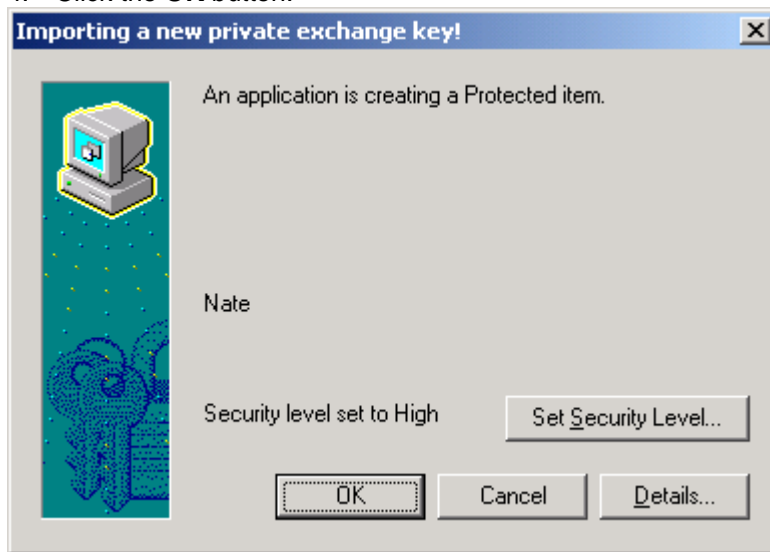 Importing a new private exchange key!
An application is creating a Protected item.
Nate
Security level set to High
Set Security Level...
OK
Cancel
Details...